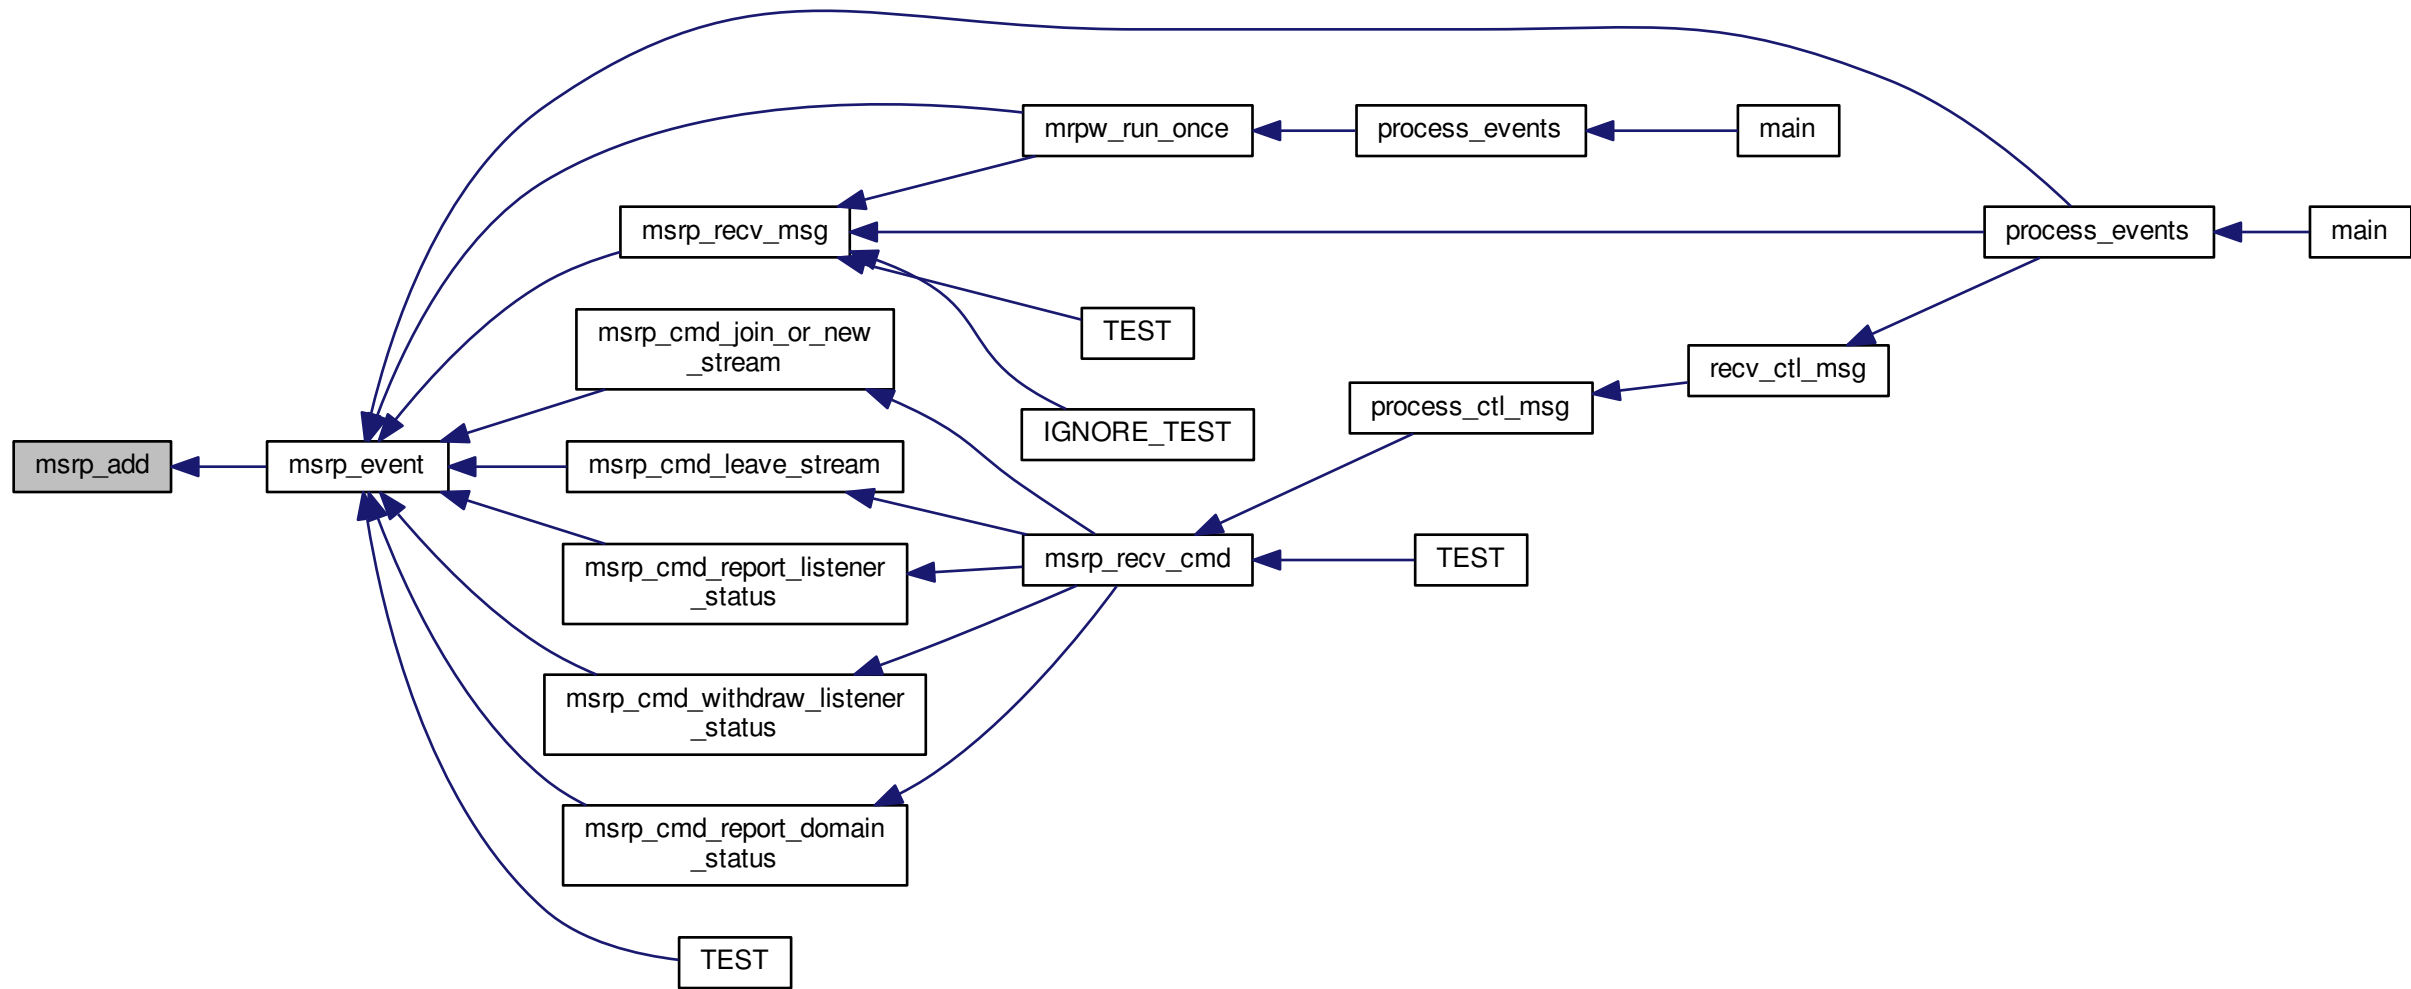 mrpw_run_once
process_events
main
msrp_recv_msg
process_events
main
msrp_cmd_join_or_new
_stream
TEST
recv_ctl_msg
process_ctl_msg
IGNORE_TEST
msrp_add
msrp_event
msrp_cmd_leave_stream
msrp_cmd_report_listener
_status
msrp_recv_cmd
TEST
msrp_cmd_withdraw_listener
_status
msrp_cmd_report_domain
_status
TEST